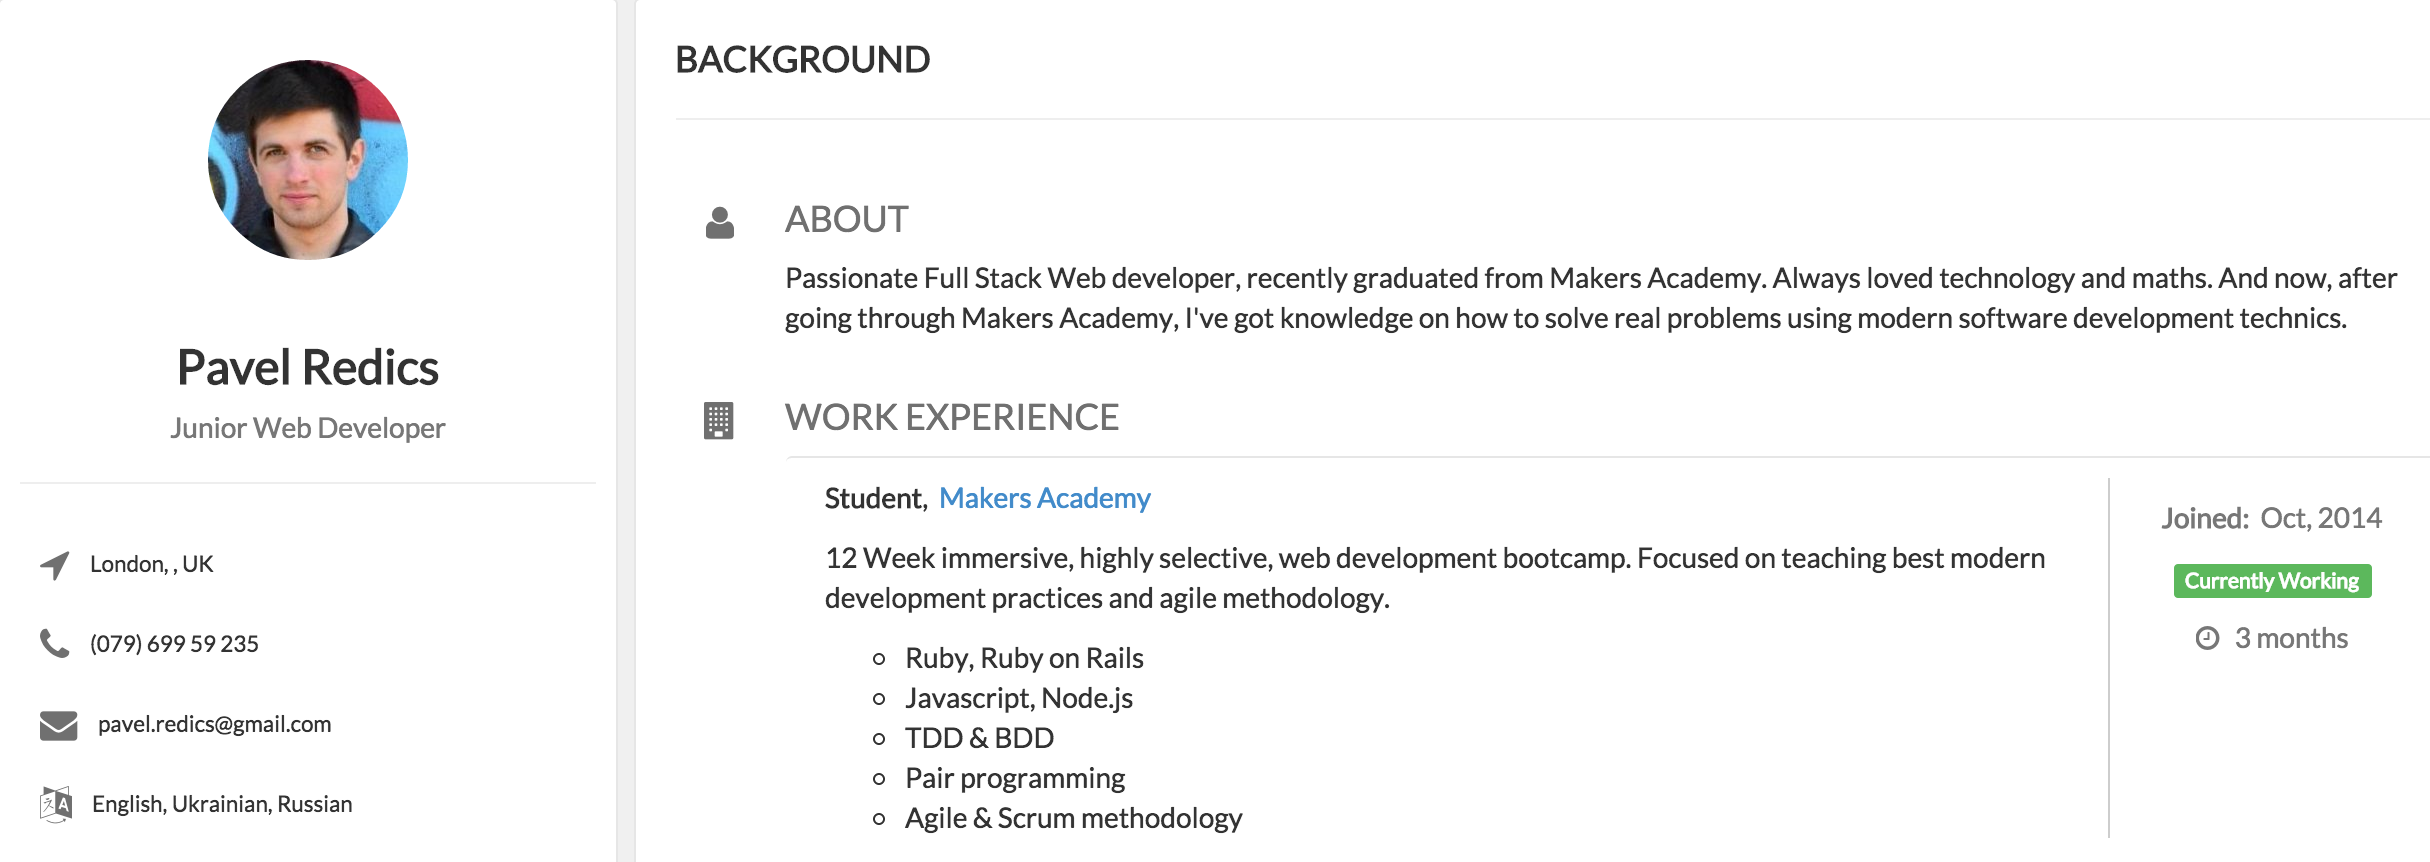 Pavel Redics
Junior Web Developer
London, , UK
(079) 699 59 235
pavel.redics@gmail.com
English, Ukrainian, Russian
BACKGROUND
ABOUT
Passionate Full Stack Web developer, recently graduated from Makers Academy. Always loved technology and maths. And now, after
going through Makers Academy, I've got knowledge on how to solve real problems using modern software development technics.
WORK EXPERIENCE
Student, Makers Academy
12 Week immersive, highly selective, web development bootcamp. Focused on teaching best modern
development practices and agile methodology.
Ruby, Ruby on Rails
Javascript, Node.js
TDD & BDD
Pair programming
Agile & Scrum methodology
Joined: Oct, 2014
Currently Working
3 months